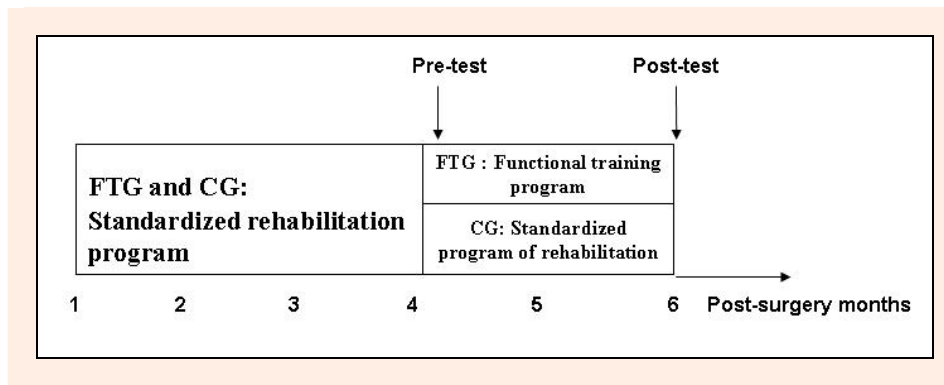 Pre-test
Post-test
FTG and CG:
Standardized rehabilitation
program
FTG : Functional training
program
CG: Standardized
program of rehabilitation
1 2 3 4 5 6 Post-surgery months